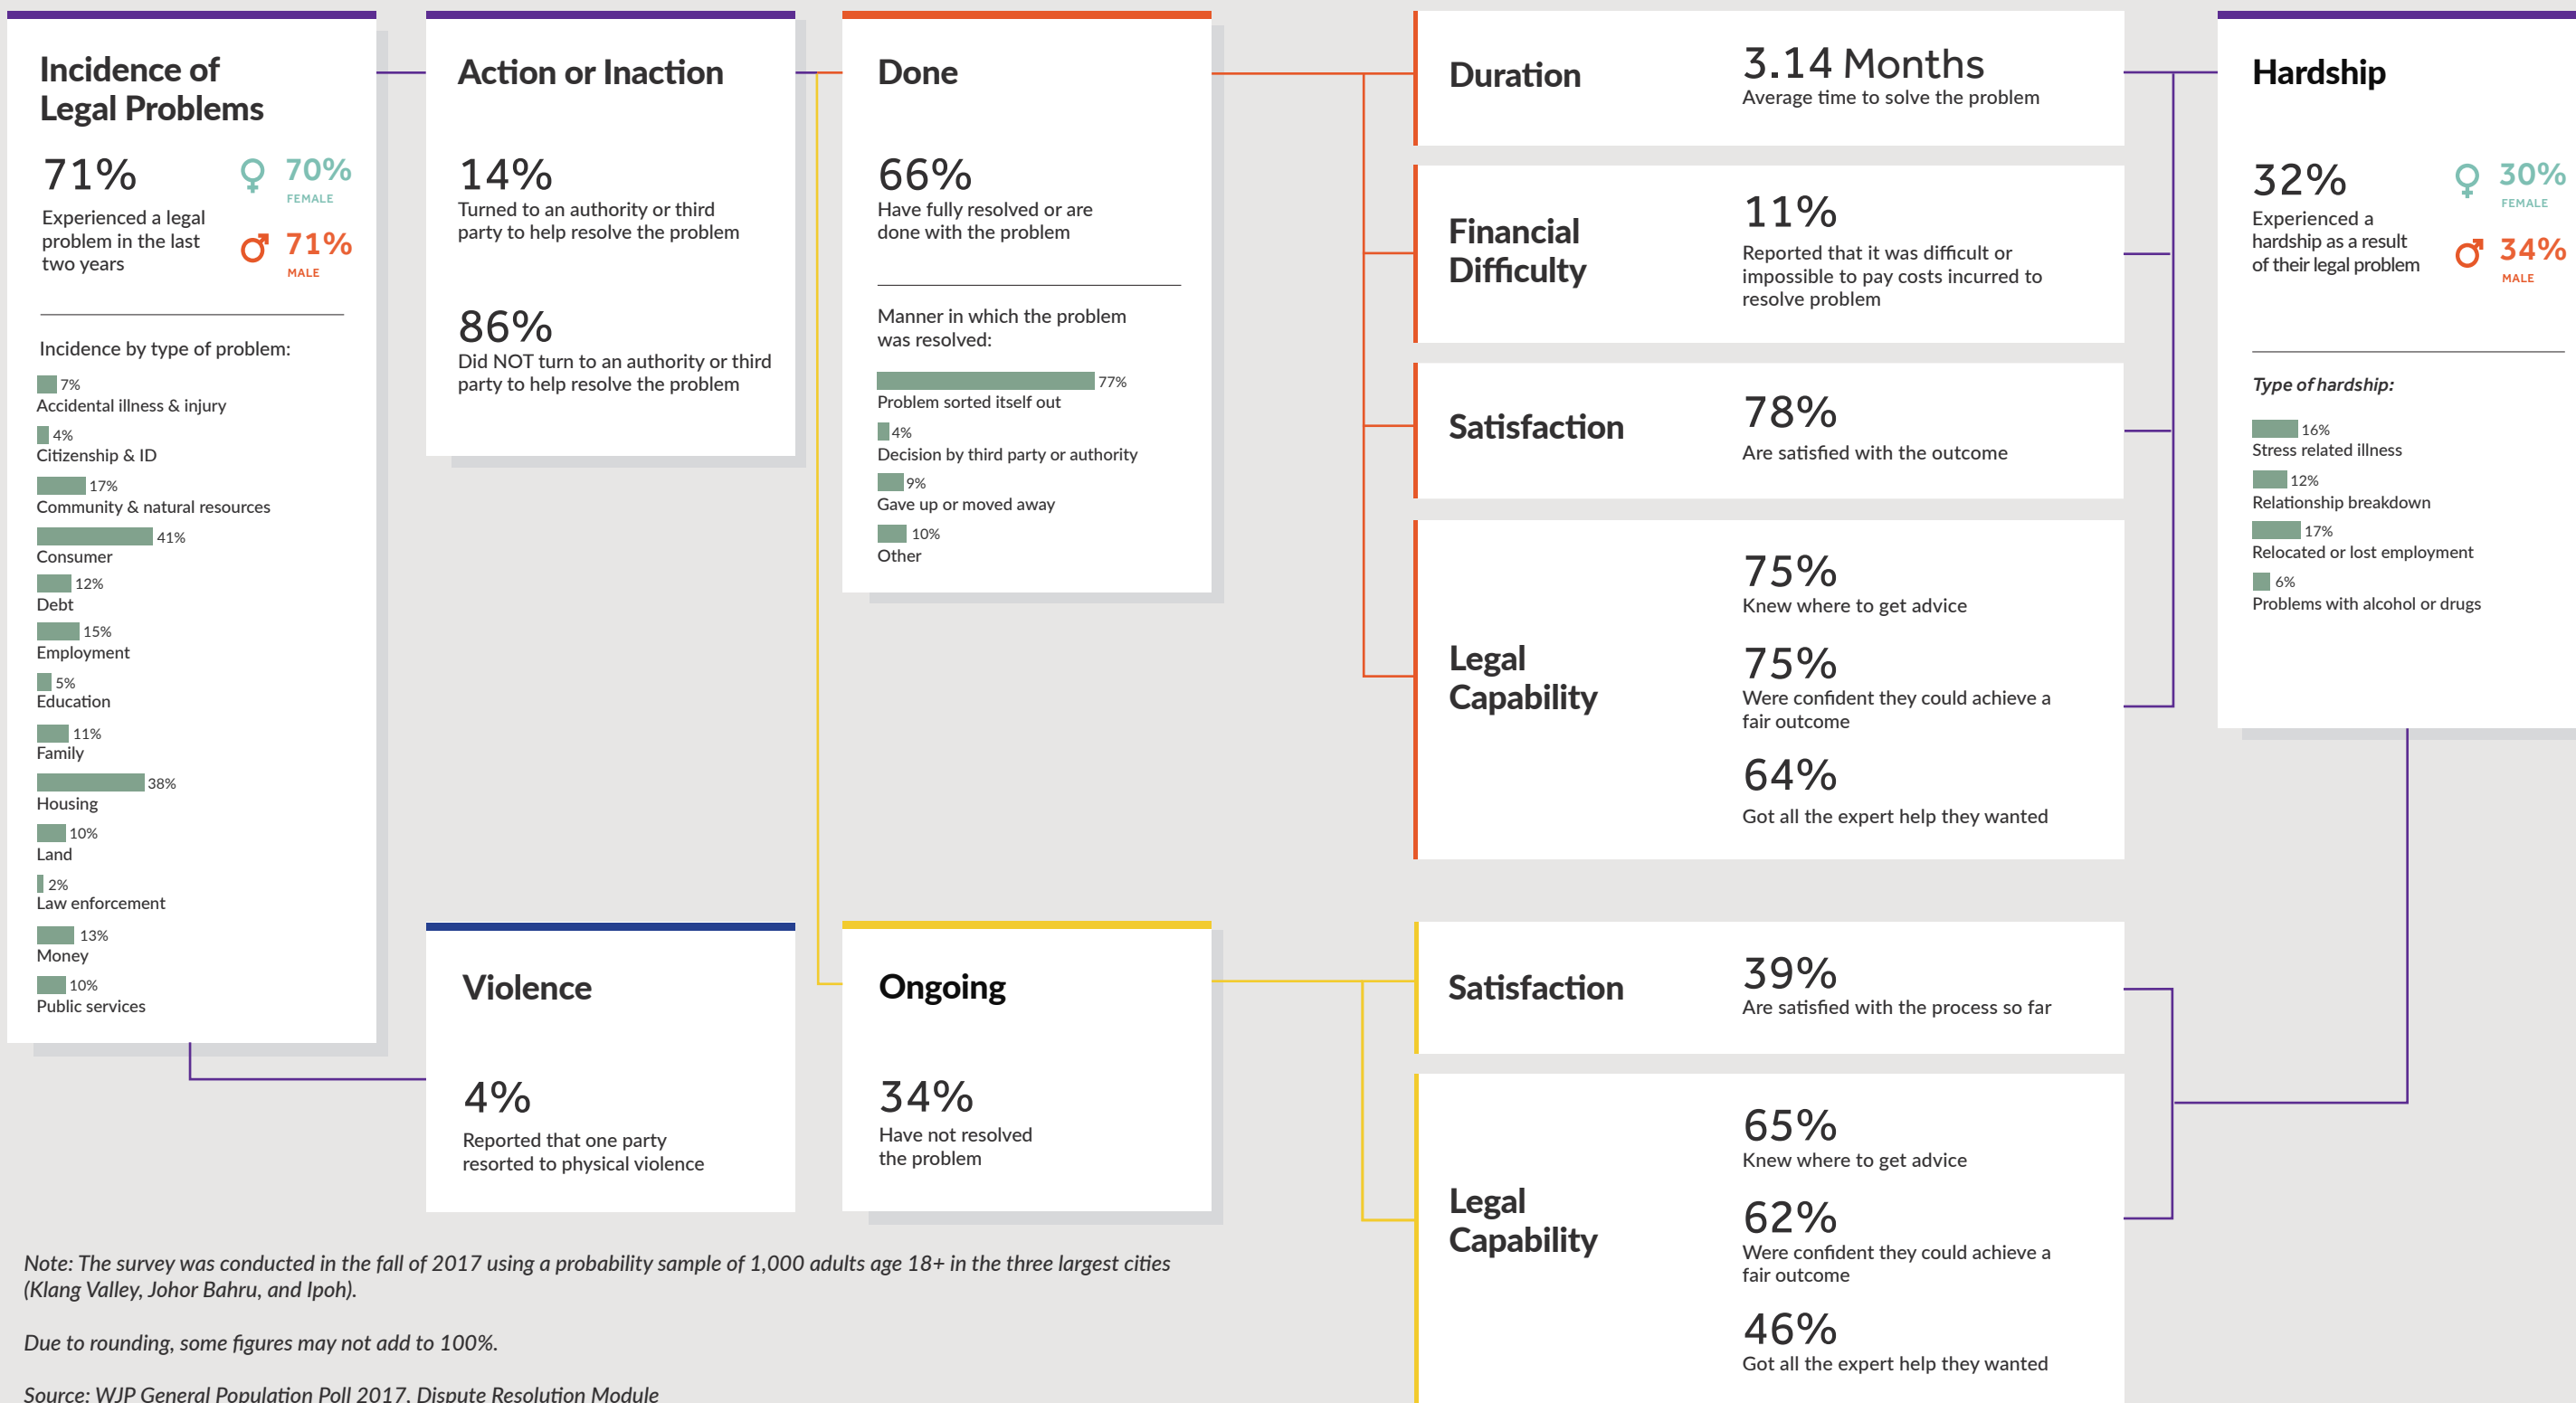 Incidence of
Legal Problems
71%
Experienced a legal
problem in the last
two years
70%
FEMALE
71%
MALE
Incidence by type of problem:
7%
Accidental illness & injury
4%
Citizenship & ID
17%
Community & natural resources
41%
Consumer
12%
Debt
15%
Employment
5%
Education
11%
Family
38%
Housing
10%
Land
2%
Law enforcement
13%
Money
10%
Public services
Action or Inaction
14%
Turned to an authority or third
party to help resolve the problem
86%
Did NOT turn to an authority or third
party to help resolve the problem
Violence
4%
Reported that one party
resorted to physical violence
Done
66%
Have fully resolved or are
done with the problem
Manner in which the problem
was resolved:
77%
Problem sorted itself out
4%
Decision by third party or authority
9%
Gave up or moved away
10%
Other
Ongoing
34%
Have not resolved
the problem
Duration
3.14 Months
Average time to solve the problem
Financial
Difficulty
11%
Reported that it was difficult or
impossible to pay costs incurred to
resolve problem
Satisfaction
78%
Are satisfied with the outcome
Legal
Capability
75%
Knew where to get advice
75%
Were confident they could achieve a
fair outcome
64%
Got all the expert help they wanted
Satisfaction
39%
Are satisfied with the process so far
Legal
Capability
65%
Knew where to get advice
62%
Were confident they could achieve a
fair outcome
46%
Got all the expert help they wanted
Hardship
32%
Experienced a
hardship as a result
of their legal problem
30%
FEMALE
34%
MALE
Type of hardship:
16%
Stress related illness
12%
Relationship breakdown
17%
Relocated or lost employment
6%
Problems with alcohol or drugs
Note: The survey was conducted in the fall of 2017 using a probability sample of 1,000 adults age 18+ in the three largest cities
(Klang Valley, Johor Bahru, and Ipoh).
Due to rounding, some figures may not add to 100%.
Source: WJP General Population Poll 2017, Dispute Resolution Module